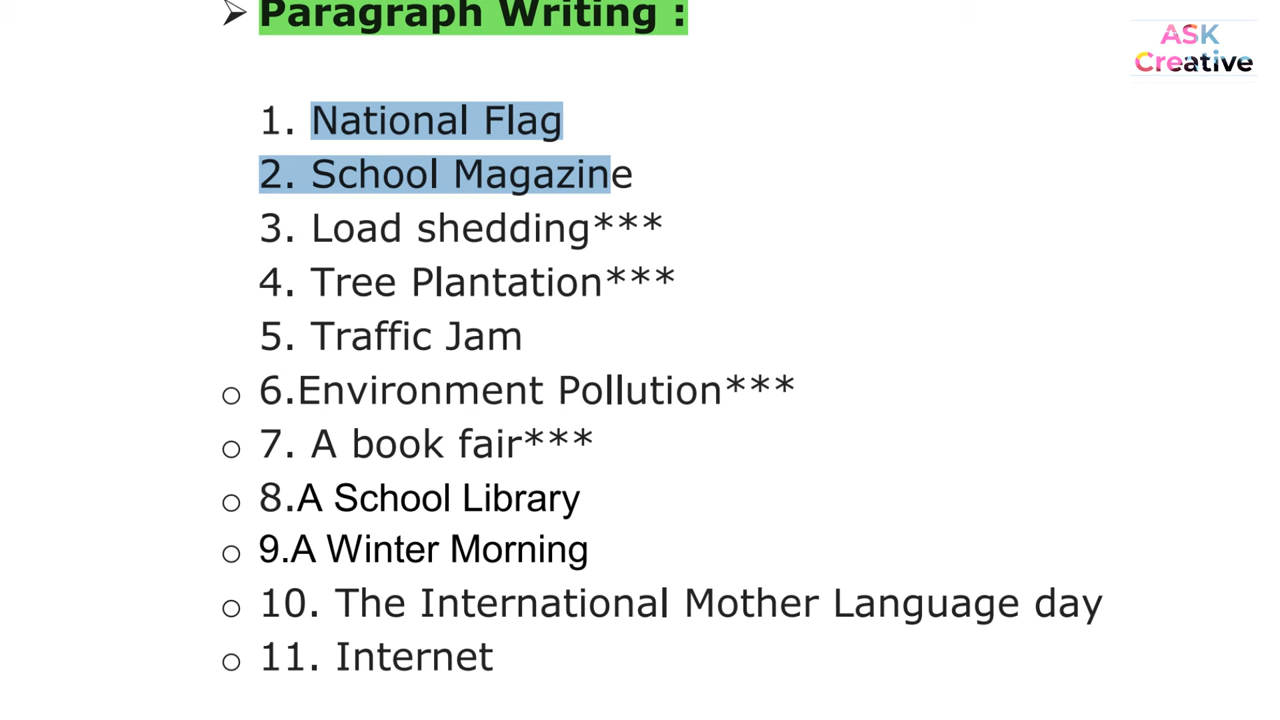 ➢ Paragraph Writing :
ASK
Creative
1. National Flag
2. School Magazine
3. Load shedding***
4. Tree Plantation***
5. Traffic Jam
o 6.Environment Pollution***
o 7. A book fair***
o 8.A School Library
o 9.A Winter Morning
o 10. The International Mother Language day
o 11. Internet